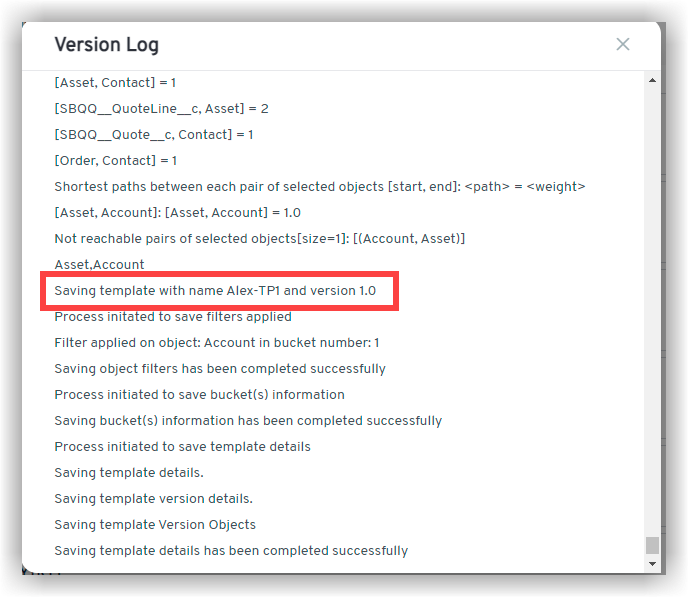 Version Log
[Asset, Contact] = 1
[SBQQ__QuoteLine__c, Asset] = 2
[SBQQ__Quote__c, Contact] = 1
[Order, Contact] = 1
Shortest paths between each pair of selected objects [start, end]: <path> = <weight>
[Asset, Account]: [Asset, Account] = 1.0
Not reachable pairs of selected objects[size=1]: [(Account, Asset)]
Asset,Account
Saving template with name Alex-TP1 and version 1.0
Process initated to save filters applied
Filter applied on object: Account in bucket number: 1
Saving object filters has been completed successfully
Process initiated to save bucket(s) information
Saving bucket(s) information has been completed successfully
Process initiated to save template details
Saving template details.
Saving template version details.
Saving template Version Objects
Saving template details has been completed successfully